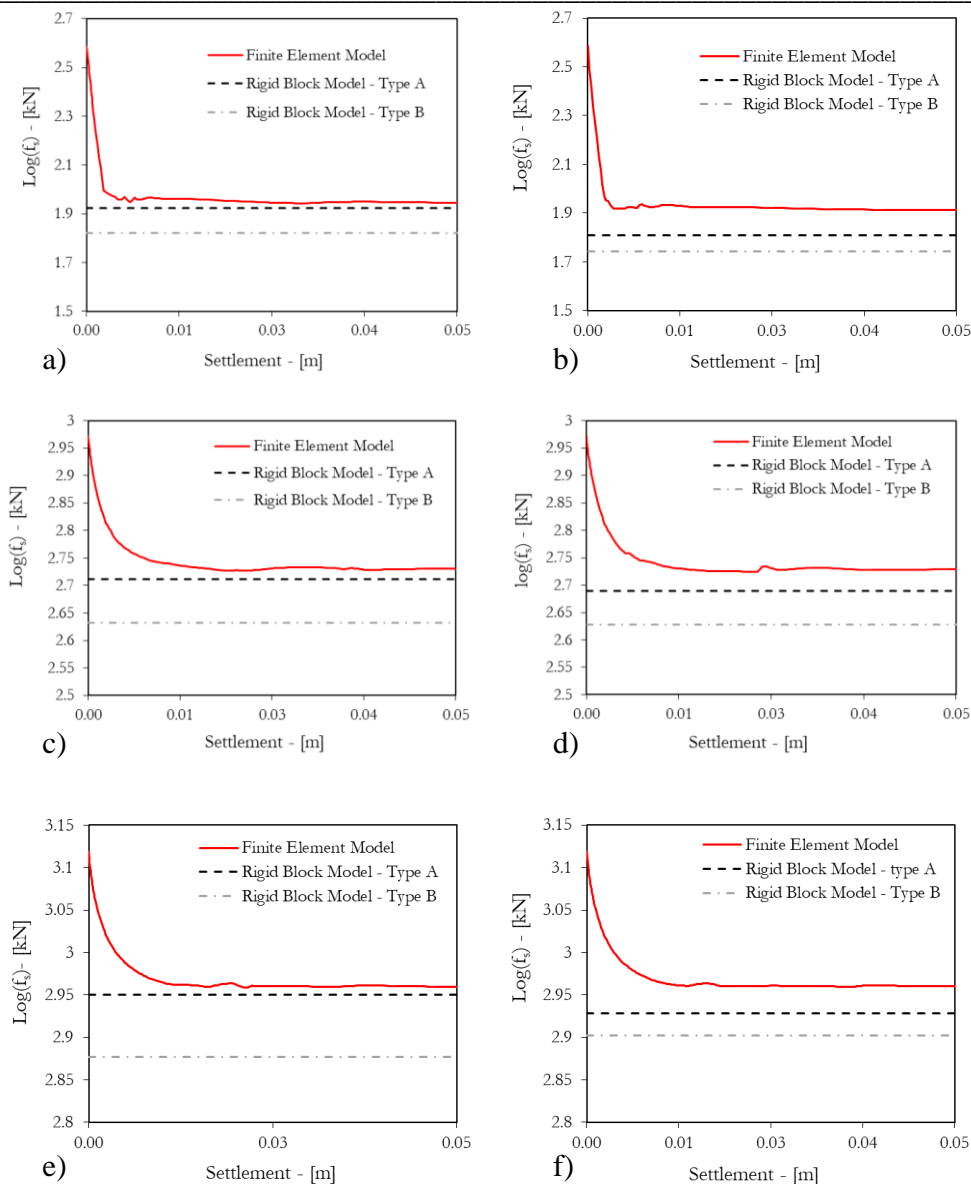 2.7
2.5
2.3
2.1
1.9
1.7
1.5
Log(fₛ) - [kN]
Finite Element Model
Rigid Block Model - Type A
Rigid Block Model - Type B
0.00 0.01 0.03 0.04 0.05
Settlement - [m]
a)
2.7
2.5
2.3
2.1
1.9
1.7
1.5
Log(fₛ) - [kN]
Finite Element Model
Rigid Block Model - Type A
Rigid Block Model - Type B
0.00 0.01 0.03 0.04 0.05
Settlement - [m]
b)
3
2.95
2.9
2.85
2.8
2.75
2.7
2.65
2.6
2.55
2.5
Log(fₛ) - [kN]
Finite Element Model
Rigid Block Model - Type A
Rigid Block Model - Type B
0.00 0.01 0.03 0.04 0.05
Settlement - [m]
c)
3
2.95
2.9
2.85
2.8
2.75
2.7
2.65
2.6
2.55
2.5
log(fₛ) - [kN]
Finite Element Model
Rigid Block Model - Type A
Rigid Block Model - Type B
0.00 0.01 0.03 0.04 0.05
Settlement - [m]
d)
3.15
3.1
3.05
3
2.95
2.9
2.85
2.8
Log(fₛ)- [kN]
Finite Element Model
Rigid Block Model - Type A
Rigid Block Model - Type B
0.00 0.03 0.05
Settlement - [m]
e)
3.15
3.1
3.05
3
2.95
2.9
2.85
2.8
Log(fₛ) - [kN]
Finite Element Model
Rigid Block Model - type A
Rigid Block Model - Type B
0.00 0.01 0.03 0.04 0.05
Settlement - [m]
f)